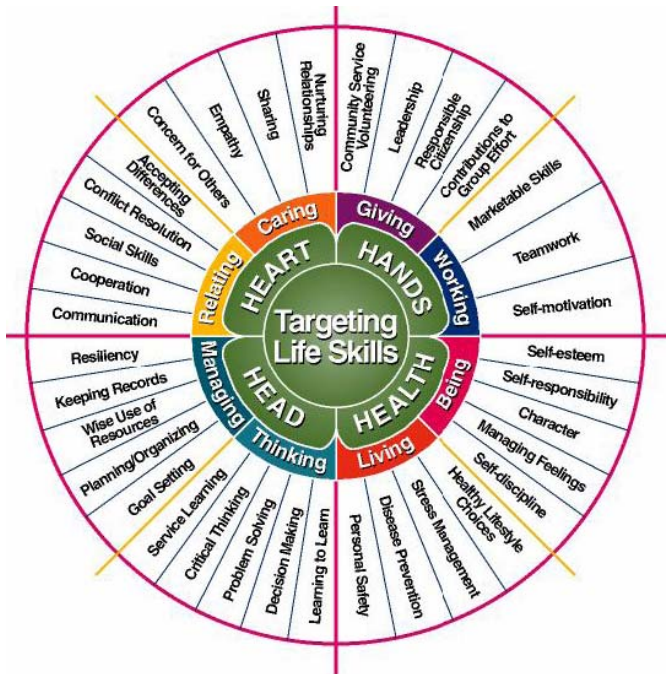 Targeting
Life Skills
HEART
HANDS
HEALTH
HEAD
Caring
Giving
Working
Being
Living
Thinking
Managing
Relating
Nurturing
Relationships
Sharing
Empathy
Concern for Others
Community Service
Volunteering
Leadership
Responsible
Citizenship
Contributions to
Group Effort
Marketable Skills
Teamwork
Self-motivation
Self-esteem
Self-responsibility
Character
Managing Feelings
Self-discipline
Healthy Lifestyle
Choices
Stress Management
Disease Prevention
Personal Safety
Learning to Learn
Decision Making
Problem Solving
Critical Thinking
Service Learning
Goal Setting
Planning/Organizing
Wise Use of
Resources
Keeping Records
Resiliency
Communication
Cooperation
Social Skills
Conflict Resolution
Accepting
Differences